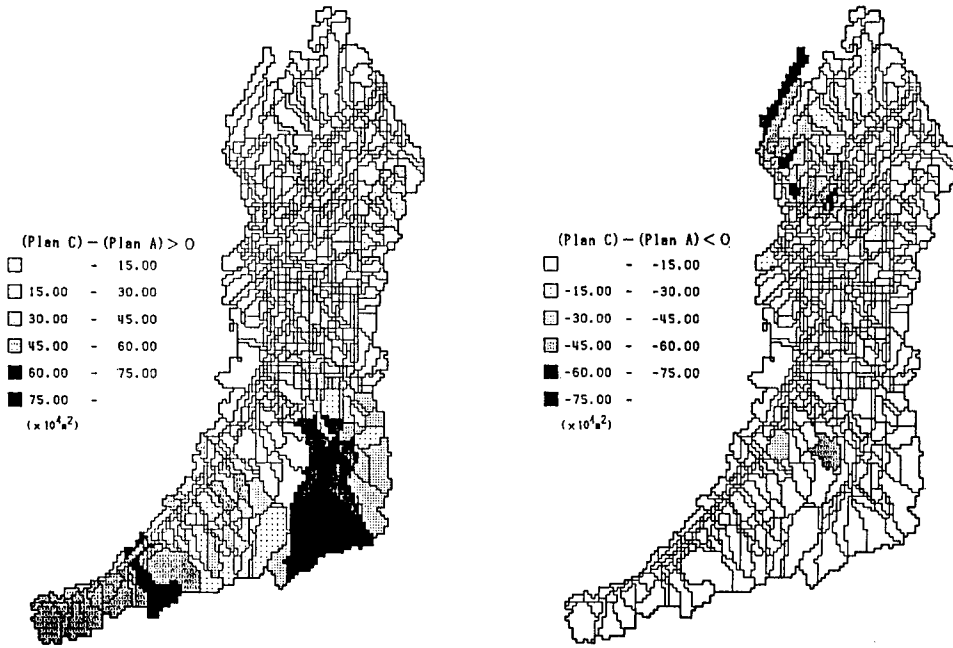 (Plan C) – (Plan A) > 0
- 15.00
15.00 - 30.00
30.00 - 45.00
45.00 - 60.00
60.00 - 75.00
75.00 -
(×10⁴m²)
(Plan C) – (Plan A) < 0
- -15.00
-15.00 - -30.00
-30.00 - -45.00
-45.00 - -60.00
-60.00 - -75.00
-75.00 -
(×10⁴m²)